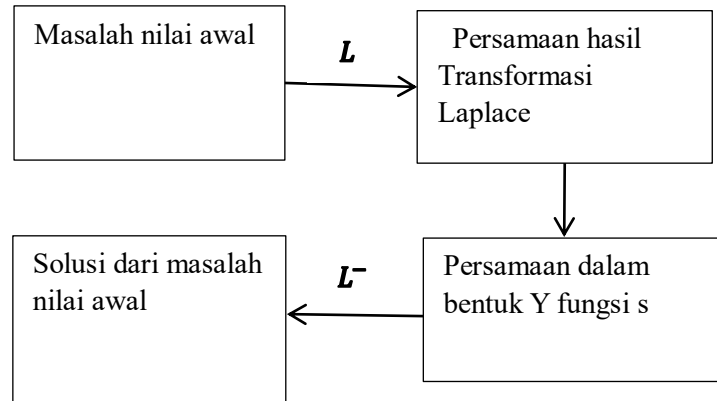 Masalah nilai awal
L
Persamaan hasil
Transformasi
Laplace
Persamaan dalam
bentuk Y fungsi s
L⁻
Solusi dari masalah
nilai awal